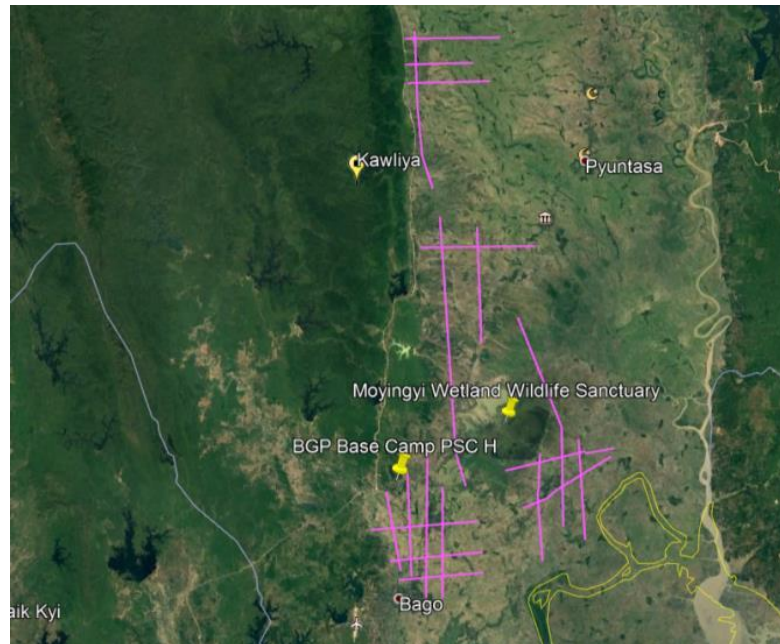 Kawliya
Pyuntasa
Moyingyi Wetland Wildlife Sanctuary
BGP Base Camp PSC H
Bago
aik Kyi